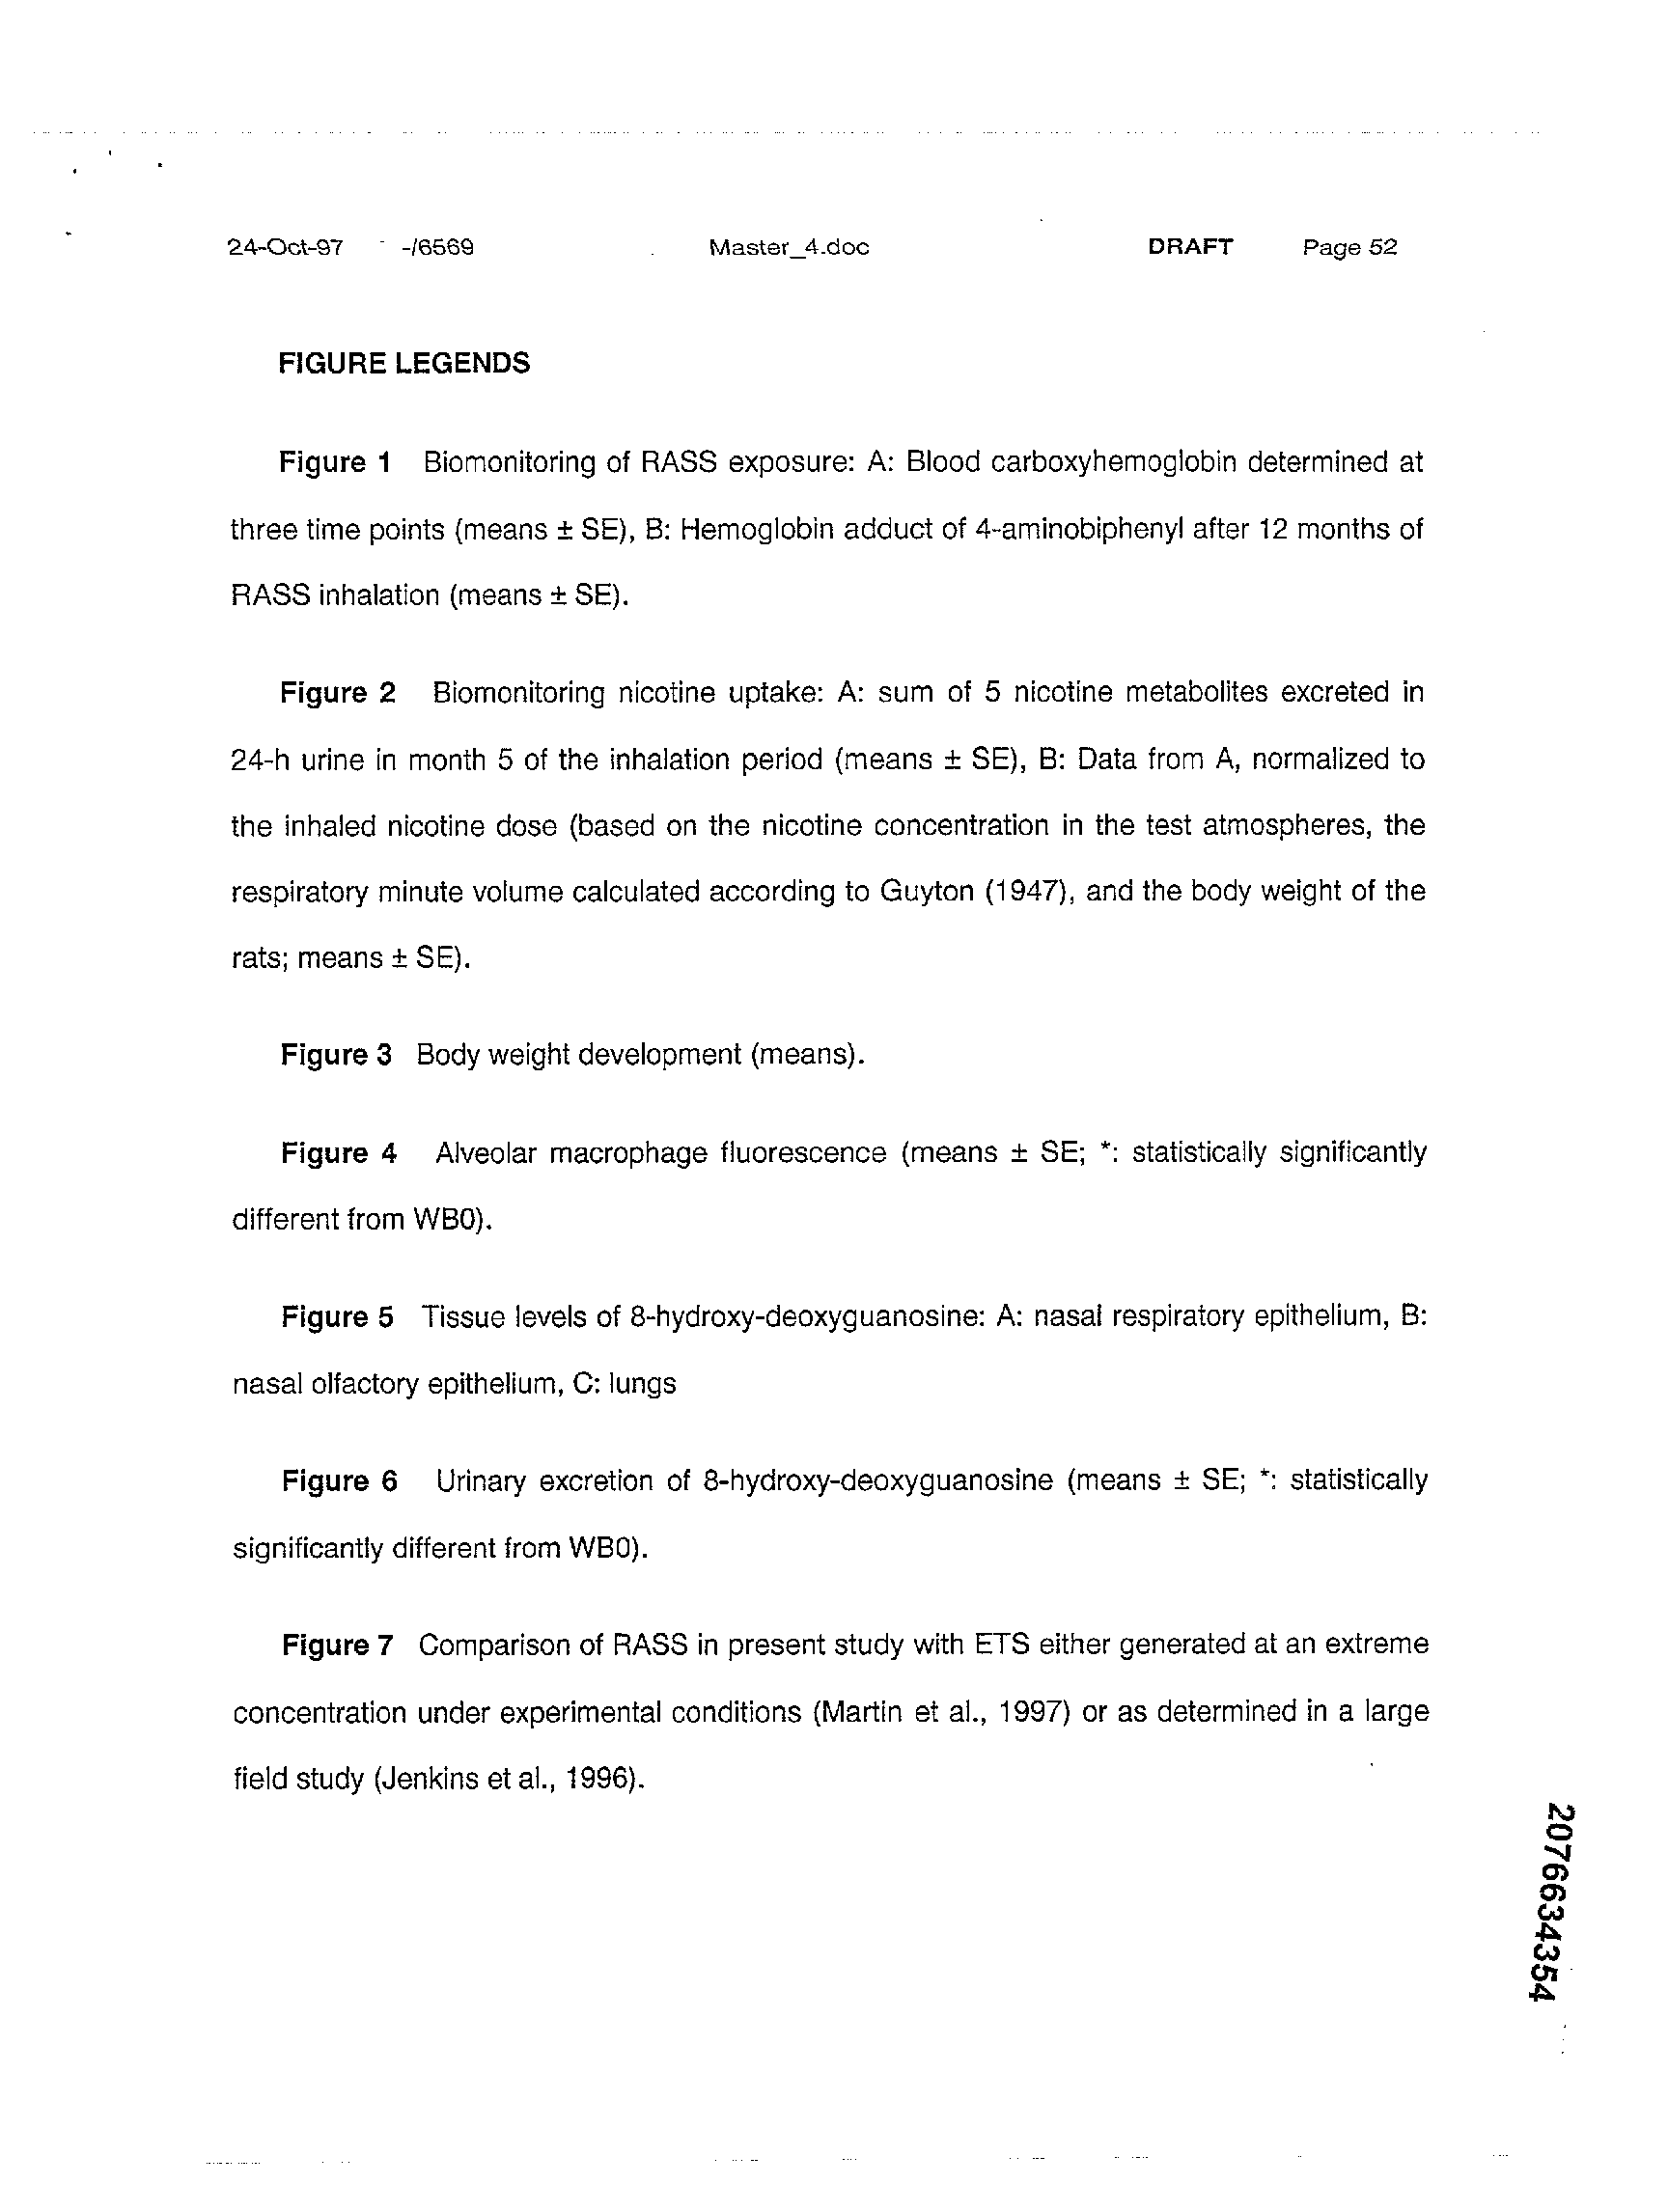 24-Oct-97 -/6569 Master_4.doc DRAFT Page 52
FIGURE LEGENDS
Figure 1 Biomonitoring of RASS exposure: A: Blood carboxyhemoglobin determined at
three time points (means ± SE), B: Hemoglobin adduct of 4-aminobiphenyl after 12 months of
RASS inhalation (means ± SE).
Figure 2 Biomonitoring nicotine uptake: A: sum of 5 nicotine metabolites excreted in
24-h urine in month 5 of the inhalation period (means ± SE), B: Data from A, normalized to
the inhaled nicotine dose (based on the nicotine concentration in the test atmospheres, the
respiratory minute volume calculated according to Guyton (1947), and the body weight of the
rats; means ± SE).
Figure 3 Body weight development (means).
Figure 4 Alveolar macrophage fluorescence (means ± SE; *: statistically significantly
different from WB0).
Figure 5 Tissue levels of 8-hydroxy-deoxyguanosine: A: nasal respiratory epithelium, B:
nasal olfactory epithelium, C: lungs
Figure 6 Urinary excretion of 8-hydroxy-deoxyguanosine (means ± SE; *: statistically
significantly different from WB0).
Figure 7 Comparison of RASS in present study with ETS either generated at an extreme
concentration under experimental conditions (Martin et al., 1997) or as determined in a large
field study (Jenkins et al., 1996).
2076634354